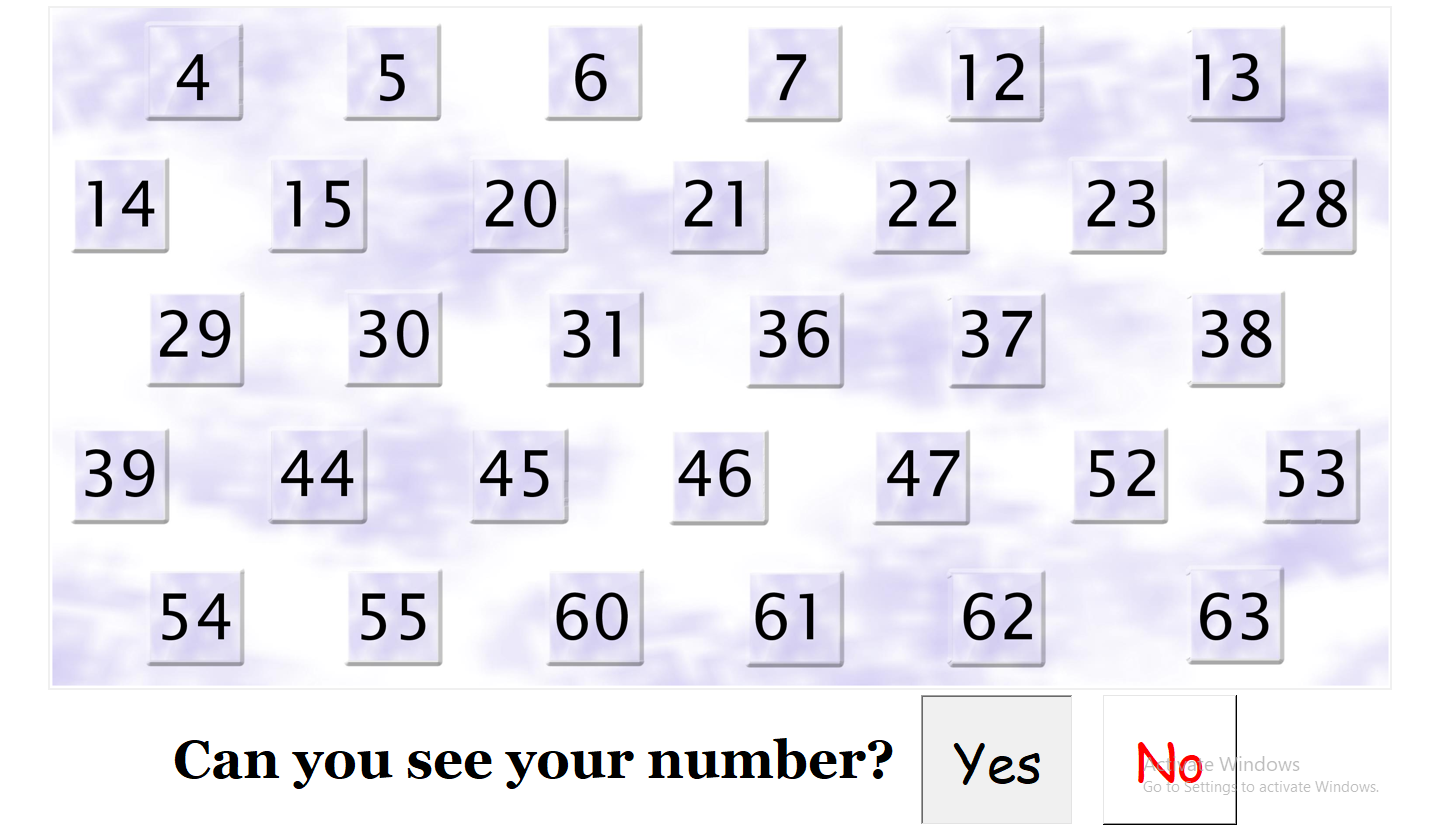 4 5 6 7 12 13
14 15 20 21 22 23 28
29 30 31 36 37 38
39 44 45 46 47 52 53
54 55 60 61 62 63
Can you see your number? Yes No
Activate Windows
Go to Settings to activate Windows.